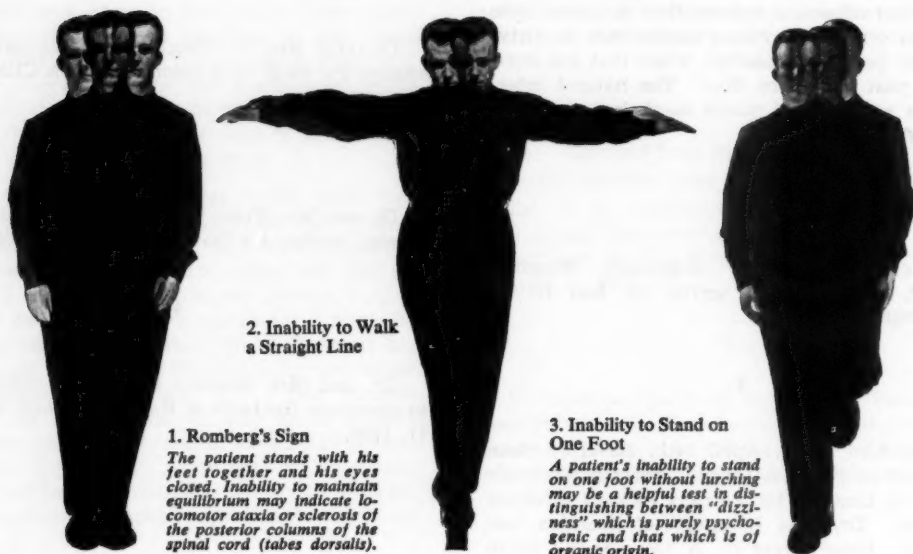 1. Romberg's Sign
The patient stands with his
feet together and his eyes
closed. Inability to maintain
equilibrium may indicate lo-
comotor ataxia or sclerosis of
the posterior columns of the
spinal cord (tabes dorsalis).
2. Inability to Walk
a Straight Line
3. Inability to Stand on
One Foot
A patient's inability to stand
on one foot without lurching
may be a helpful test in dis-
tinguishing between "dizzi-
ness" which is purely psycho-
genic and that which is of
organic origin.